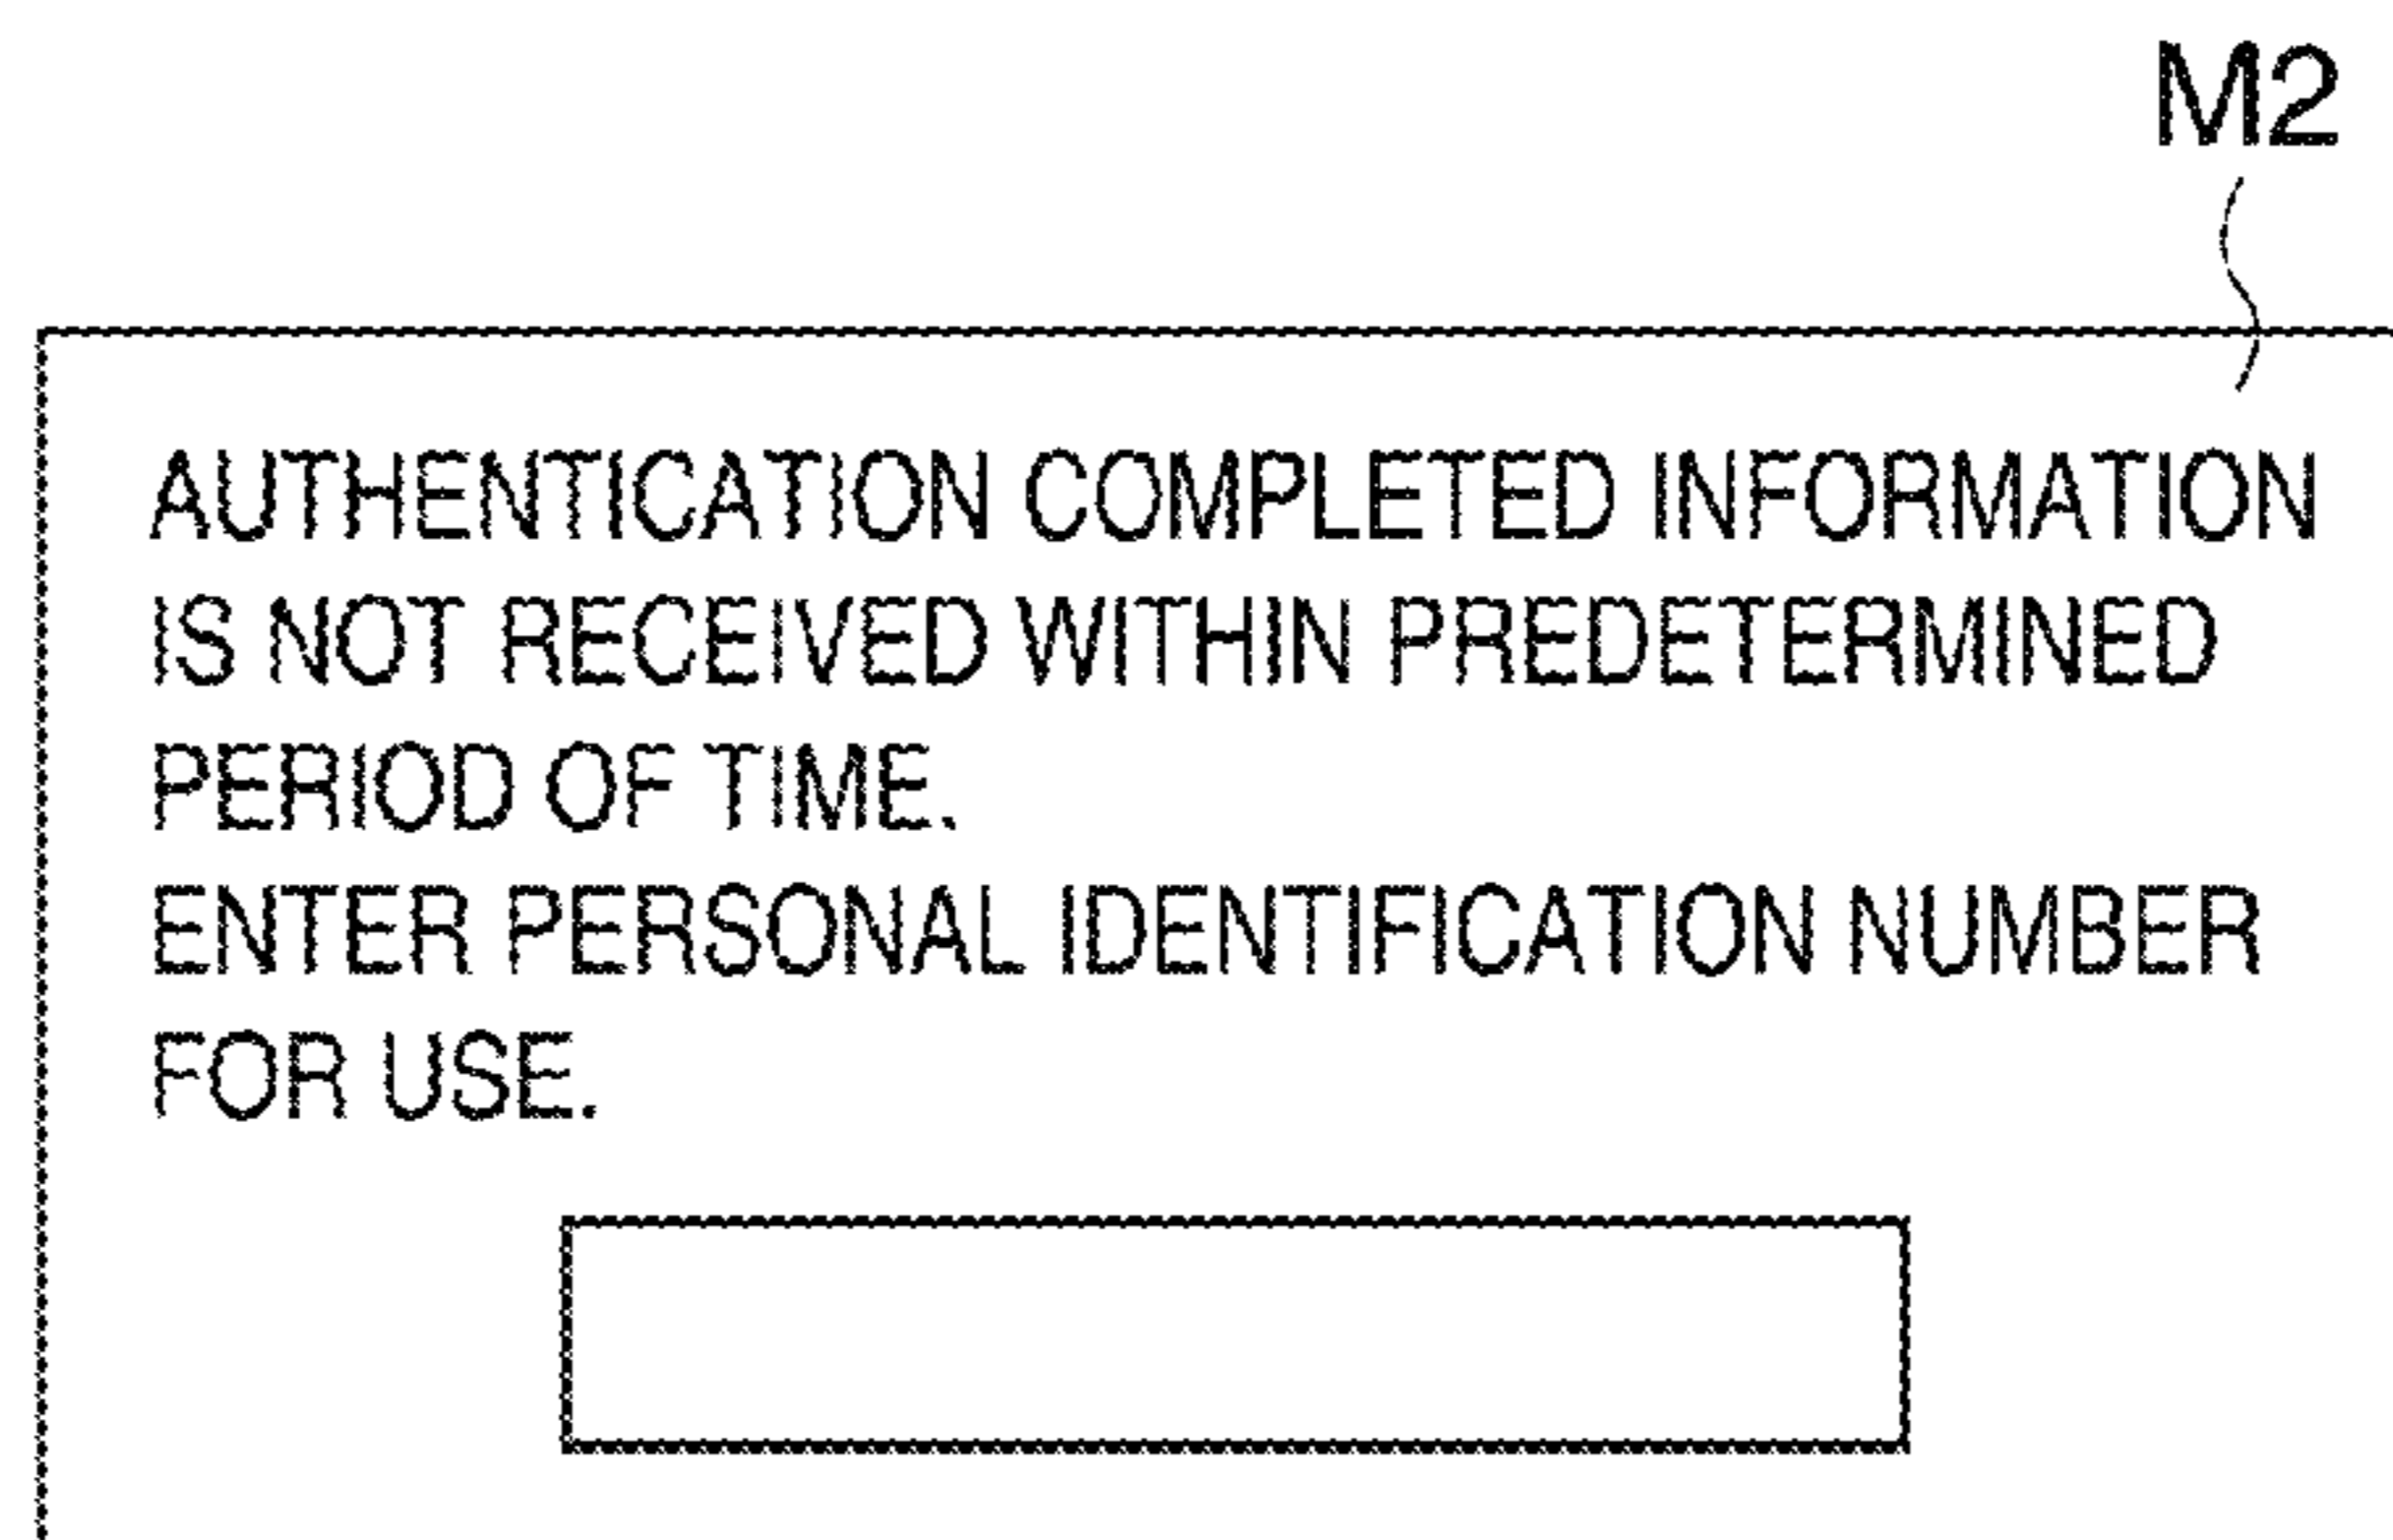 M2
AUTHENTICATION COMPLETED INFORMATION
IS NOT RECEIVED WITHIN PREDETERMINED
PERIOD OF TIME.
ENTER PERSONAL IDENTIFICATION NUMBER
FOR USE.